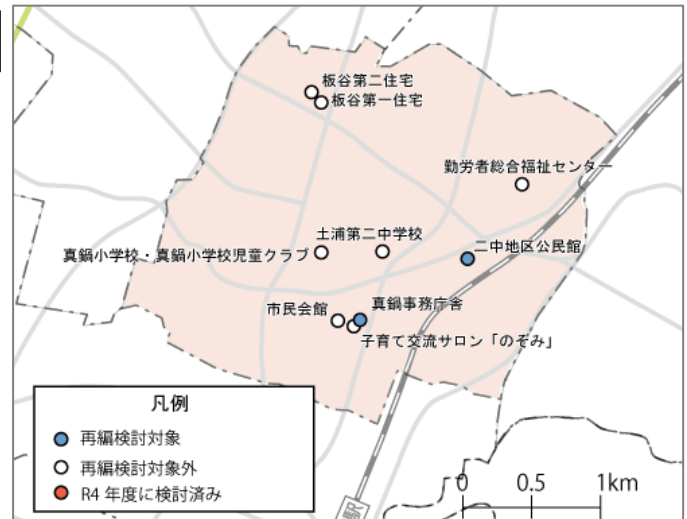 板谷第二住宅
板谷第一住宅
勤労者総合福祉センター
土浦第二中学校
真鍋小学校・真鍋小学校児童クラブ
二中地区公民館
市民会館
真鍋事務庁舎
子育て交流サロン「のぞみ」
凡例
再編検討対象
再編検討対象外
R4 年度に検討済み
0 0.5 1km